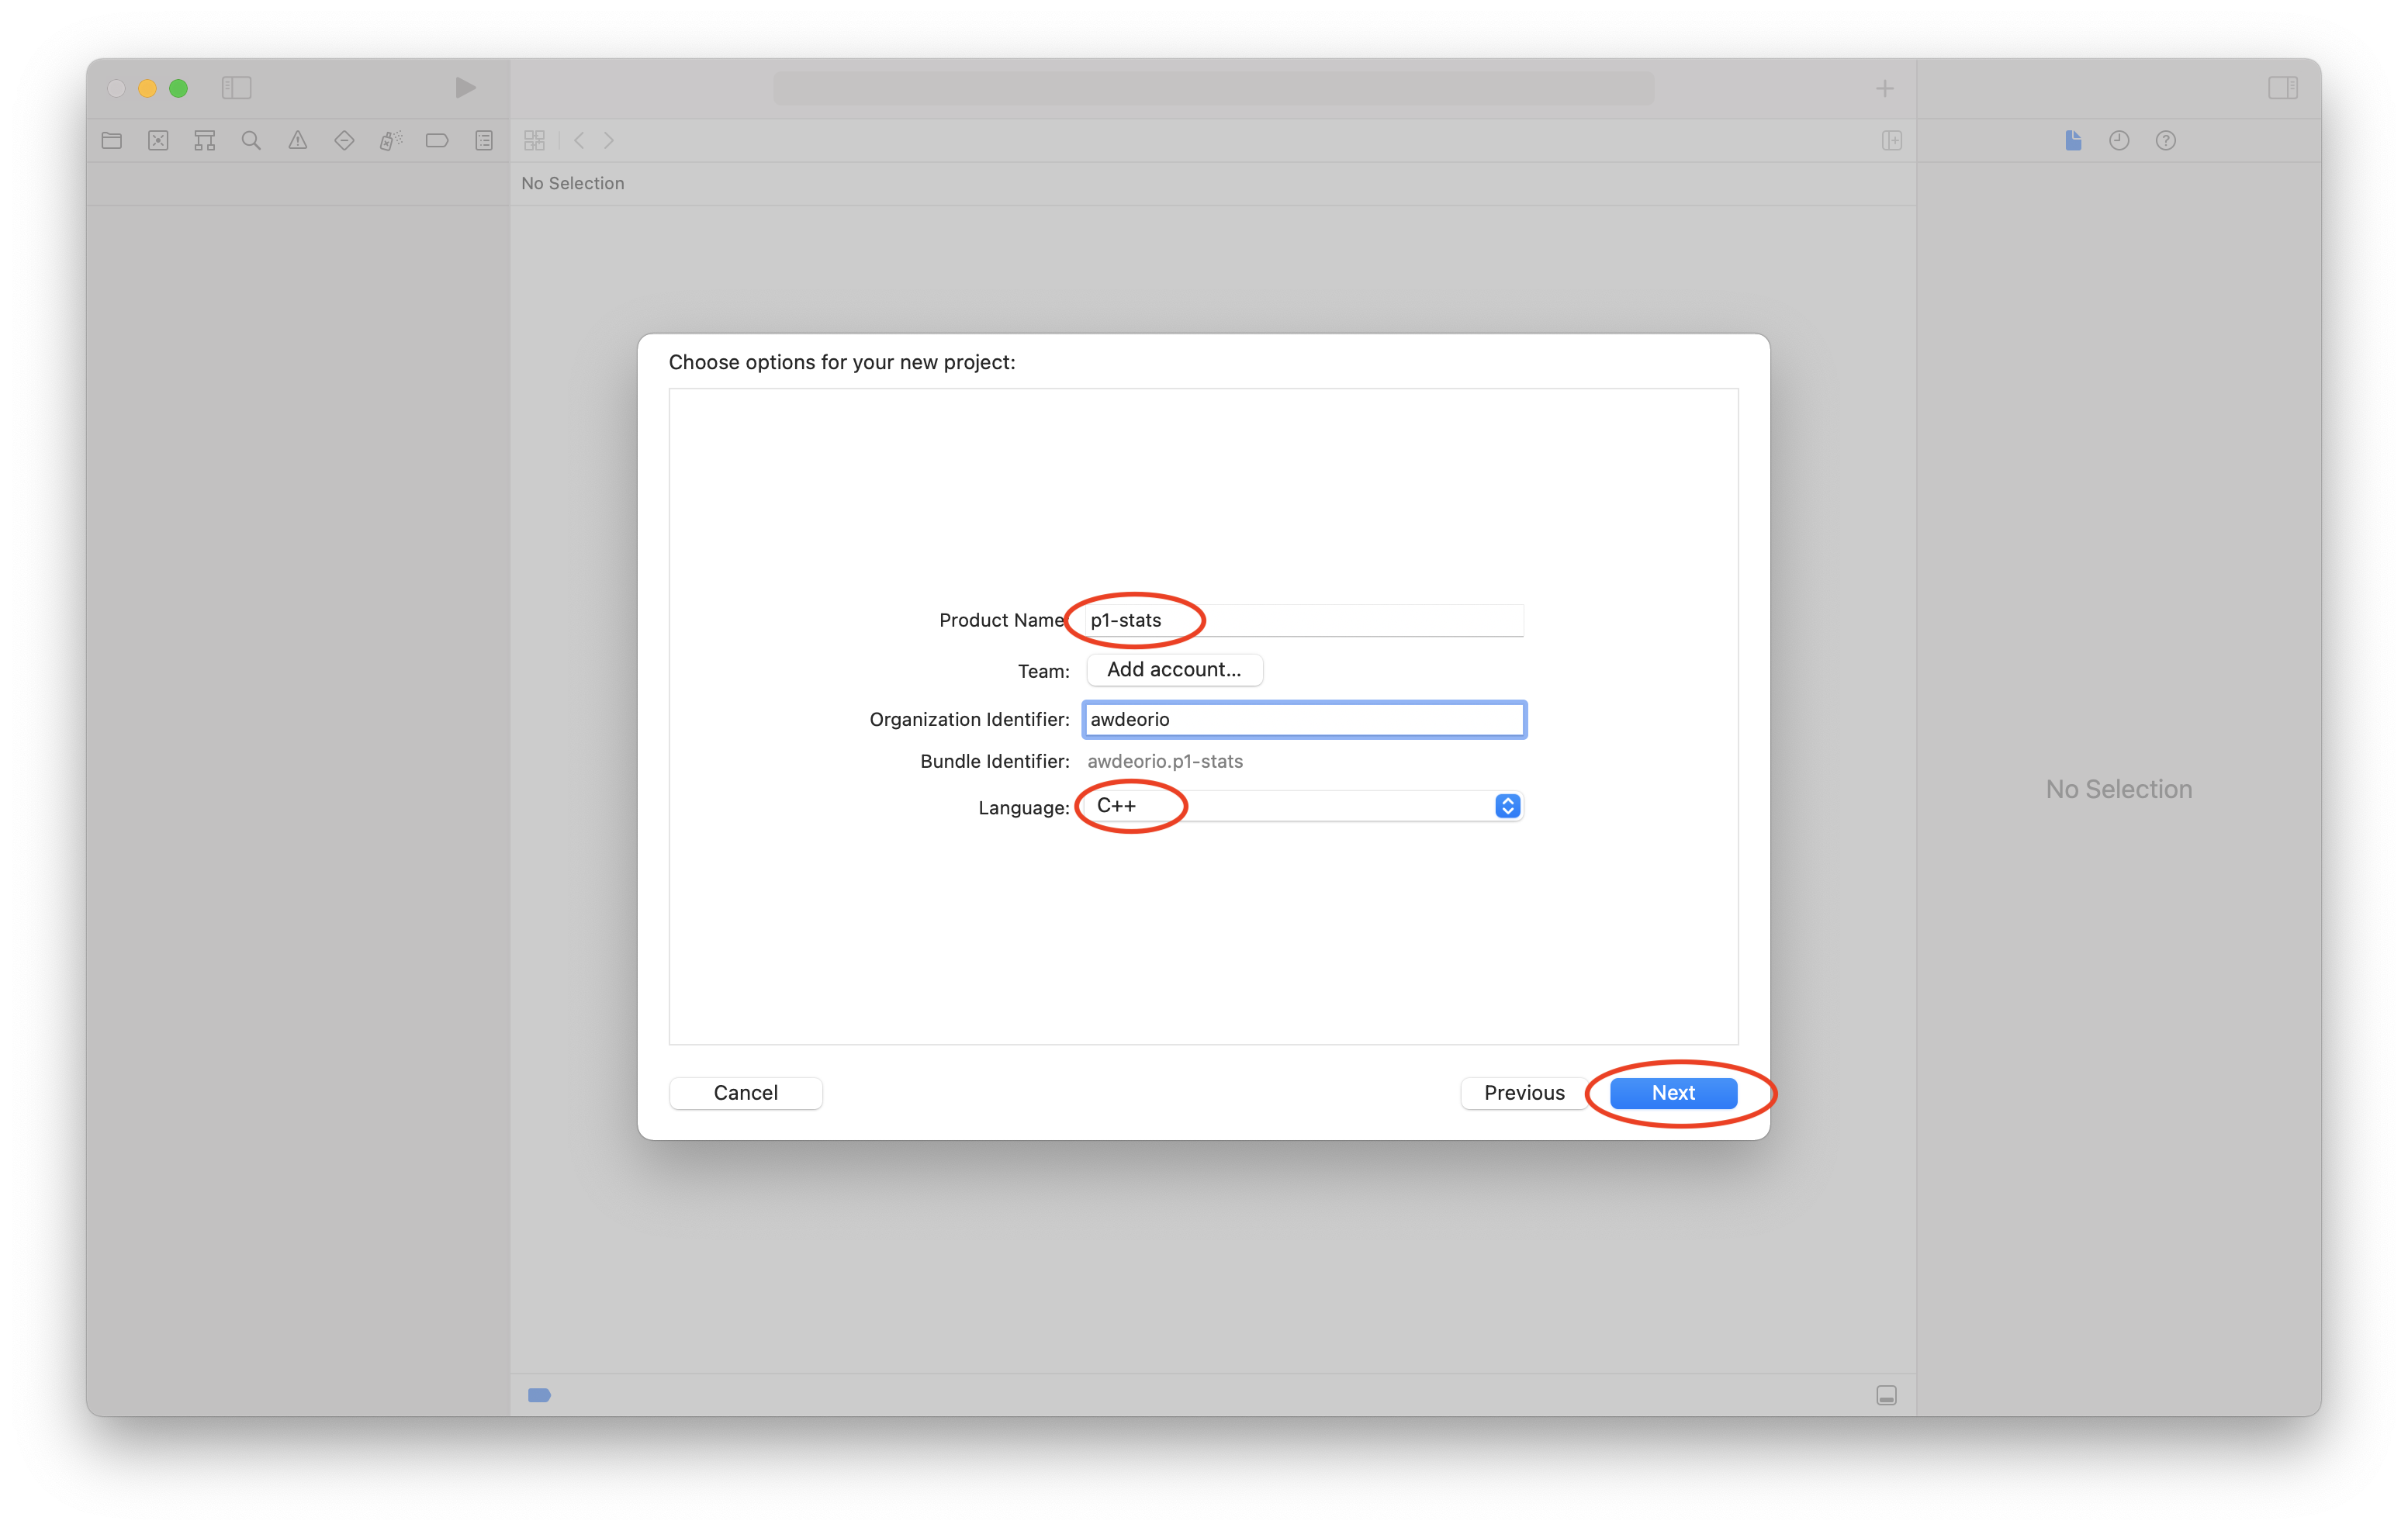 No Selection
Choose options for your new project:
Product Name p1-stats
Team: Add account...
Organization Identifier: awdeorio
Bundle Identifier: awdeorio.p1-stats
Language: C++
No Selection
Cancel Previous Next